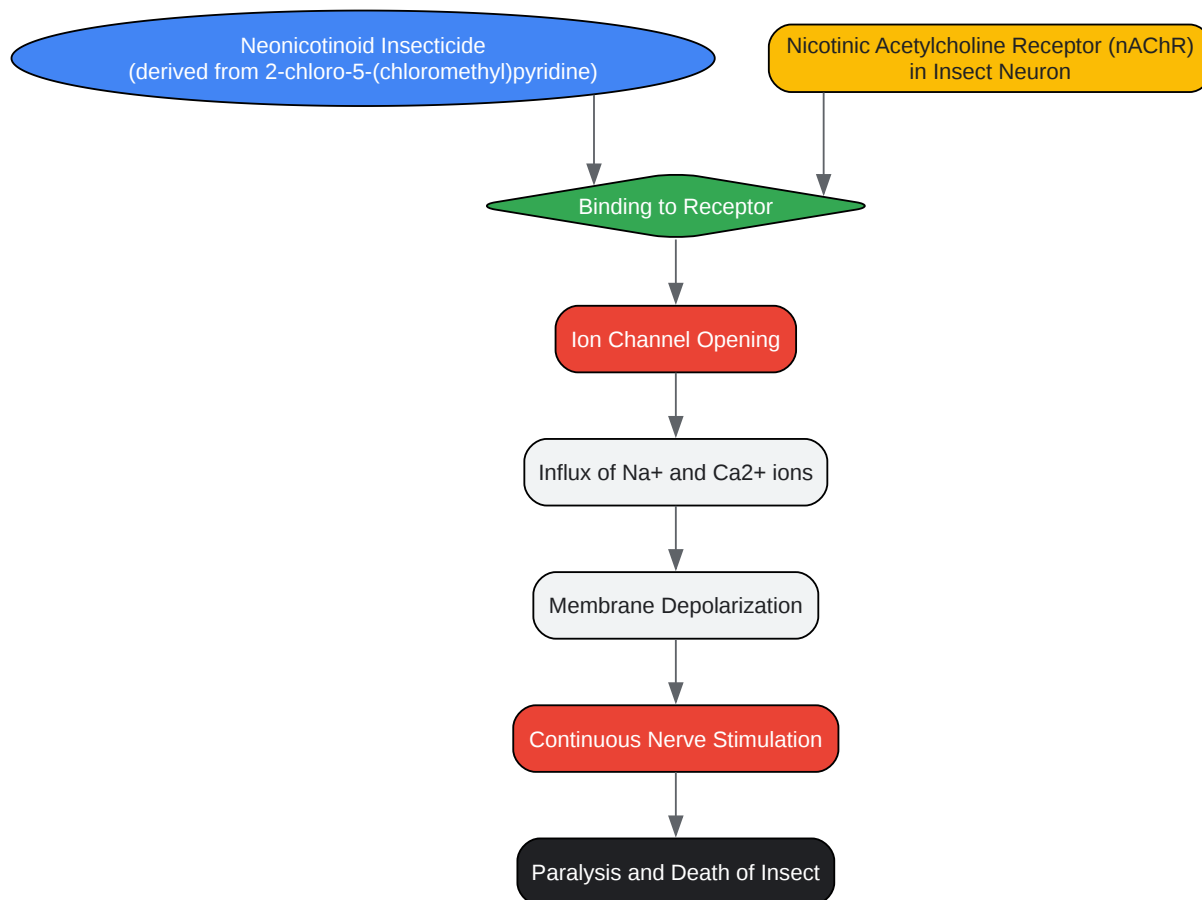 Neonicotinoid Insecticide
(derived from 2-chloro-5-(chloromethyl)pyridine)
Nicotinic Acetylcholine Receptor (nAChR)
in Insect Neuron
Binding to Receptor
Ion Channel Opening
Influx of Na+ and Ca2+ ions
Membrane Depolarization
Continuous Nerve Stimulation
Paralysis and Death of Insect